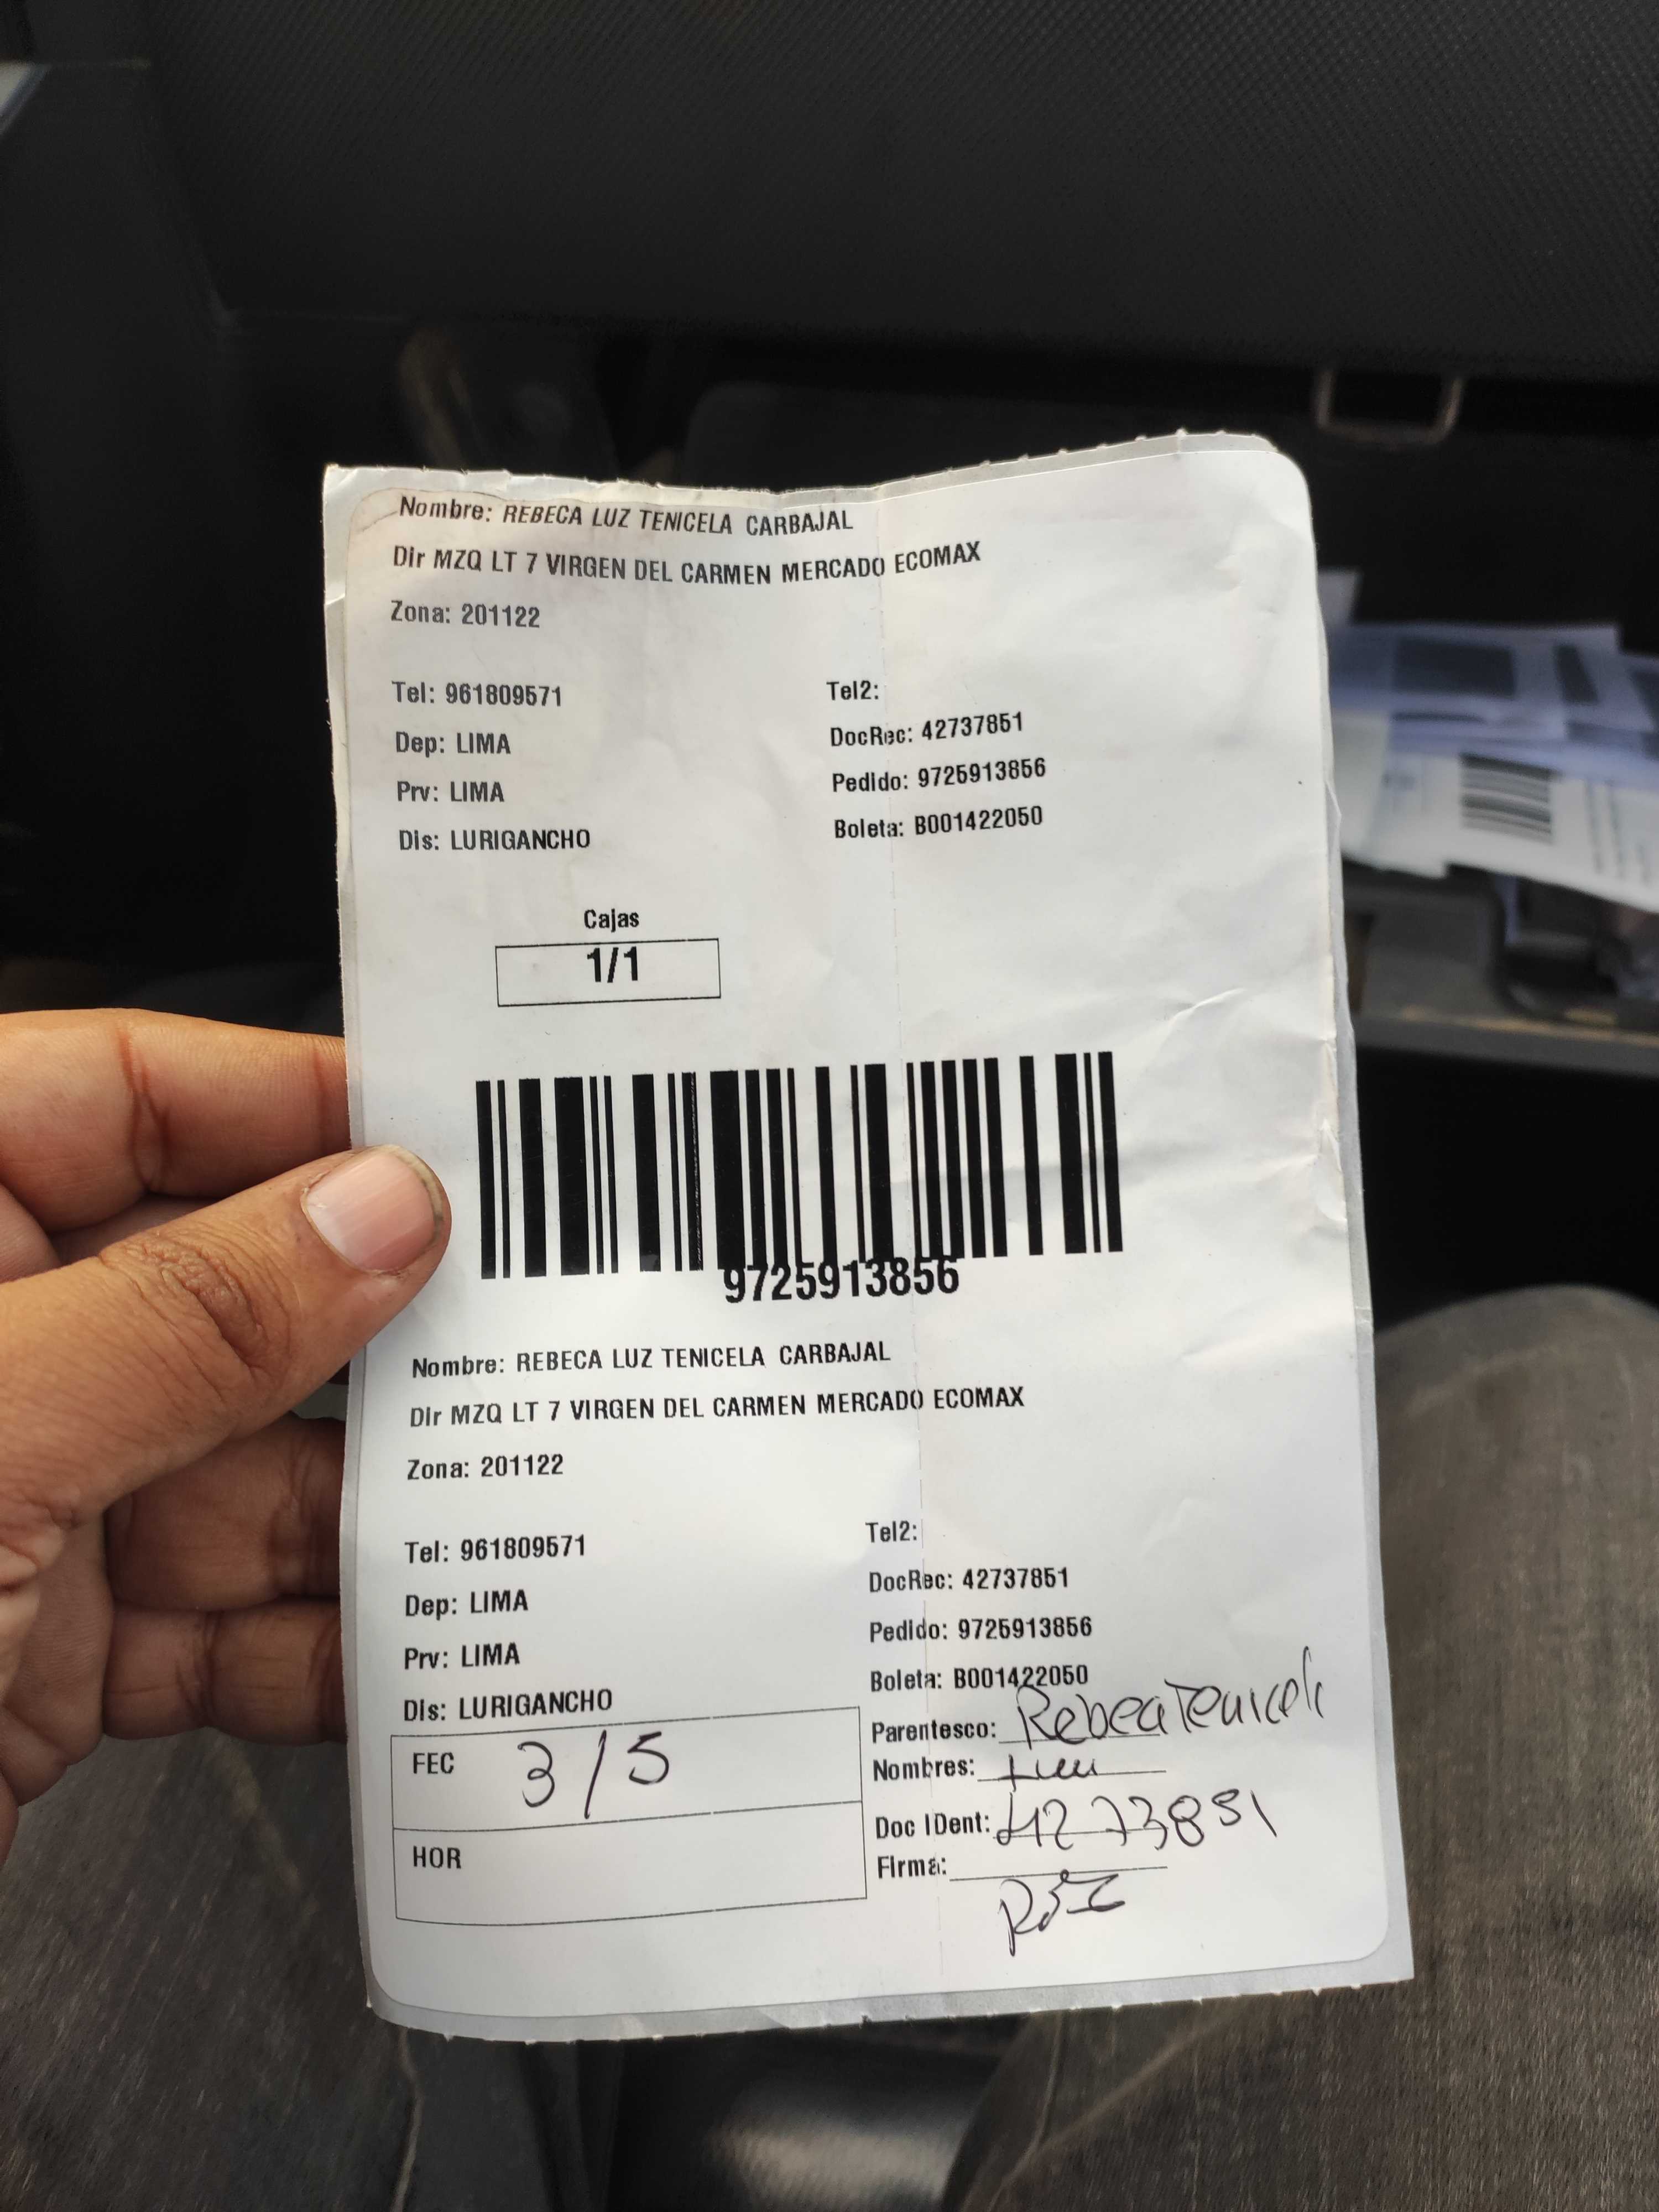 Nombre: REBECA LUZ TENICELA CARBAJAL
Dir MZQ LT 7 VIRGEN DEL CARMEN MERCADO ECOMAX
Zona: 201122
Tel: 961809571
Tel2:
Dep: LIMA
DocRec: 42737851
Prv: LIMA
Pedido: 9725913856
Dis: LURIGANCHO
Boleta: B001422050
Cajas
1/1
9725913856
Nombre: REBECA LUZ TENICELA CARBAJAL
Dir MZQ LT 7 VIRGEN DEL CARMEN MERCADO ECOMAX
Zona: 201122
Tel: 961809571
Tel2:
Dep: LIMA
DocRec: 42737851
Prv: LIMA
Pedido: 9725913856
Dis: LURIGANCHO
Boleta: B001422050
FEC 3/5
HOR
Parentesco: Rebeca Tenicela
Nombres:
Doc IDent: 42737851
Firma: